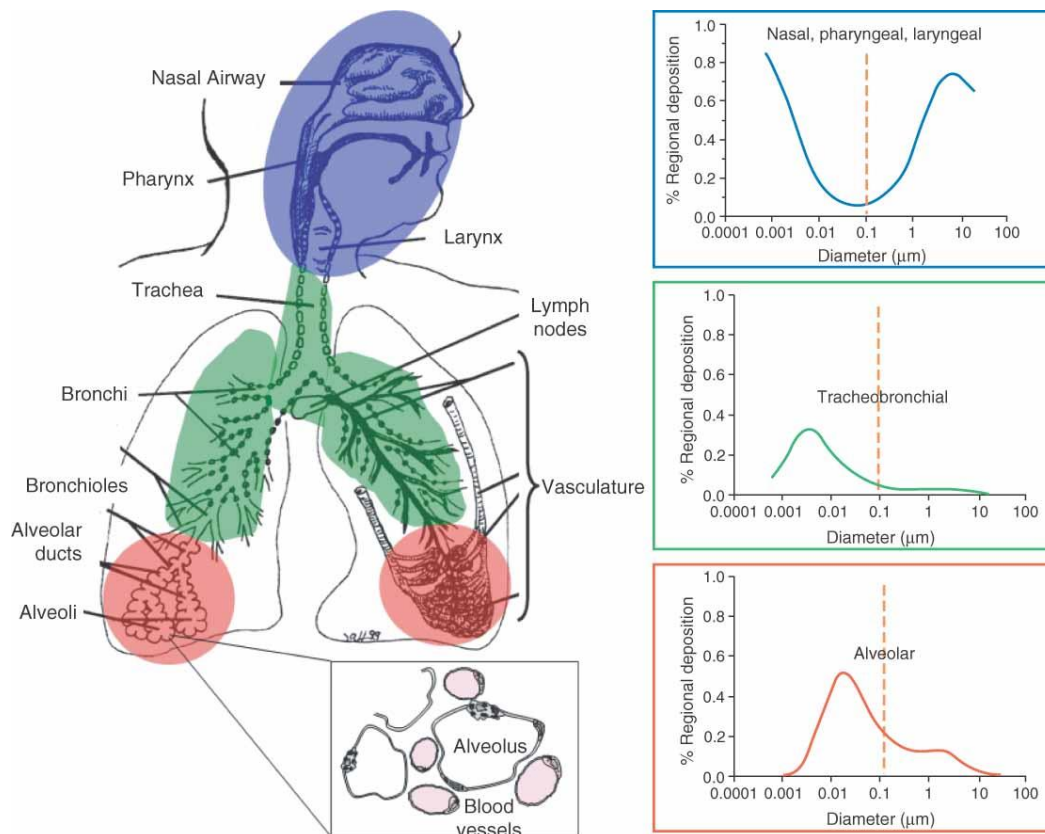 Nasal Airway
Pharynx
Larynx
Trachea
Lymph
nodes
Bronchi
Bronchioles
Vasculature
Alveolar
ducts
Alveoli
Alveolus
Blood
vessels
Nasal, pharyngeal, laryngeal
% Regional deposition
1.0
0.8
0.6
0.4
0.2
0.0
0.0001 0.001 0.01 0.1 1 10 100
Diameter (μm)
Tracheobronchial
% Regional deposition
1.0
0.8
0.6
0.4
0.2
0.0
0.0001 0.001 0.01 0.1 1 10 100
Diameter (μm)
Alveolar
% Regional deposition
1.0
0.8
0.6
0.4
0.2
0.0
0.0001 0.001 0.01 0.1 1 10 100
Diameter (μm)